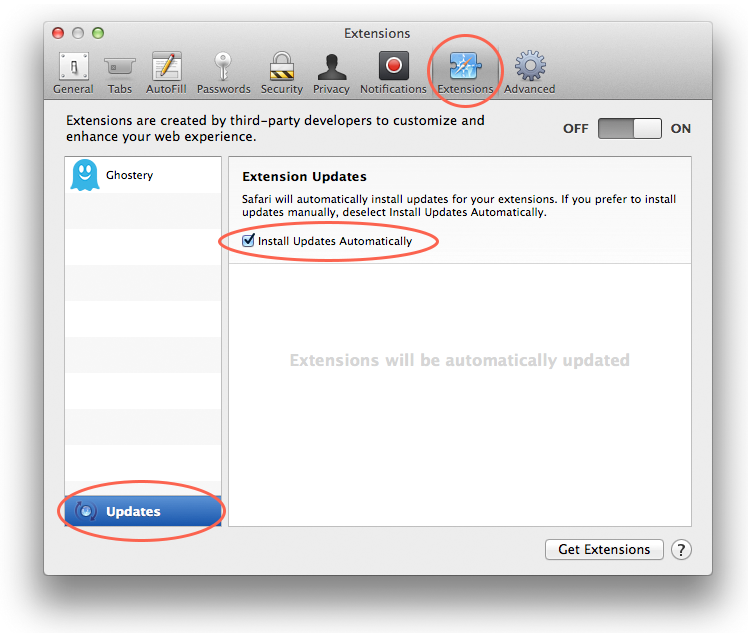 Extensions
General Tabs AutoFill Passwords Security Privacy Notifications Extensions Advanced
Extensions are created by third-party developers to customize and
enhance your web experience.
OFF ON
Ghostery
Extension Updates
Safari will automatically install updates for your extensions. If you prefer to install
updates manually, deselect Install Updates Automatically.
Install Updates Automatically
Extensions will be automatically updated
Updates
Get Extensions ?